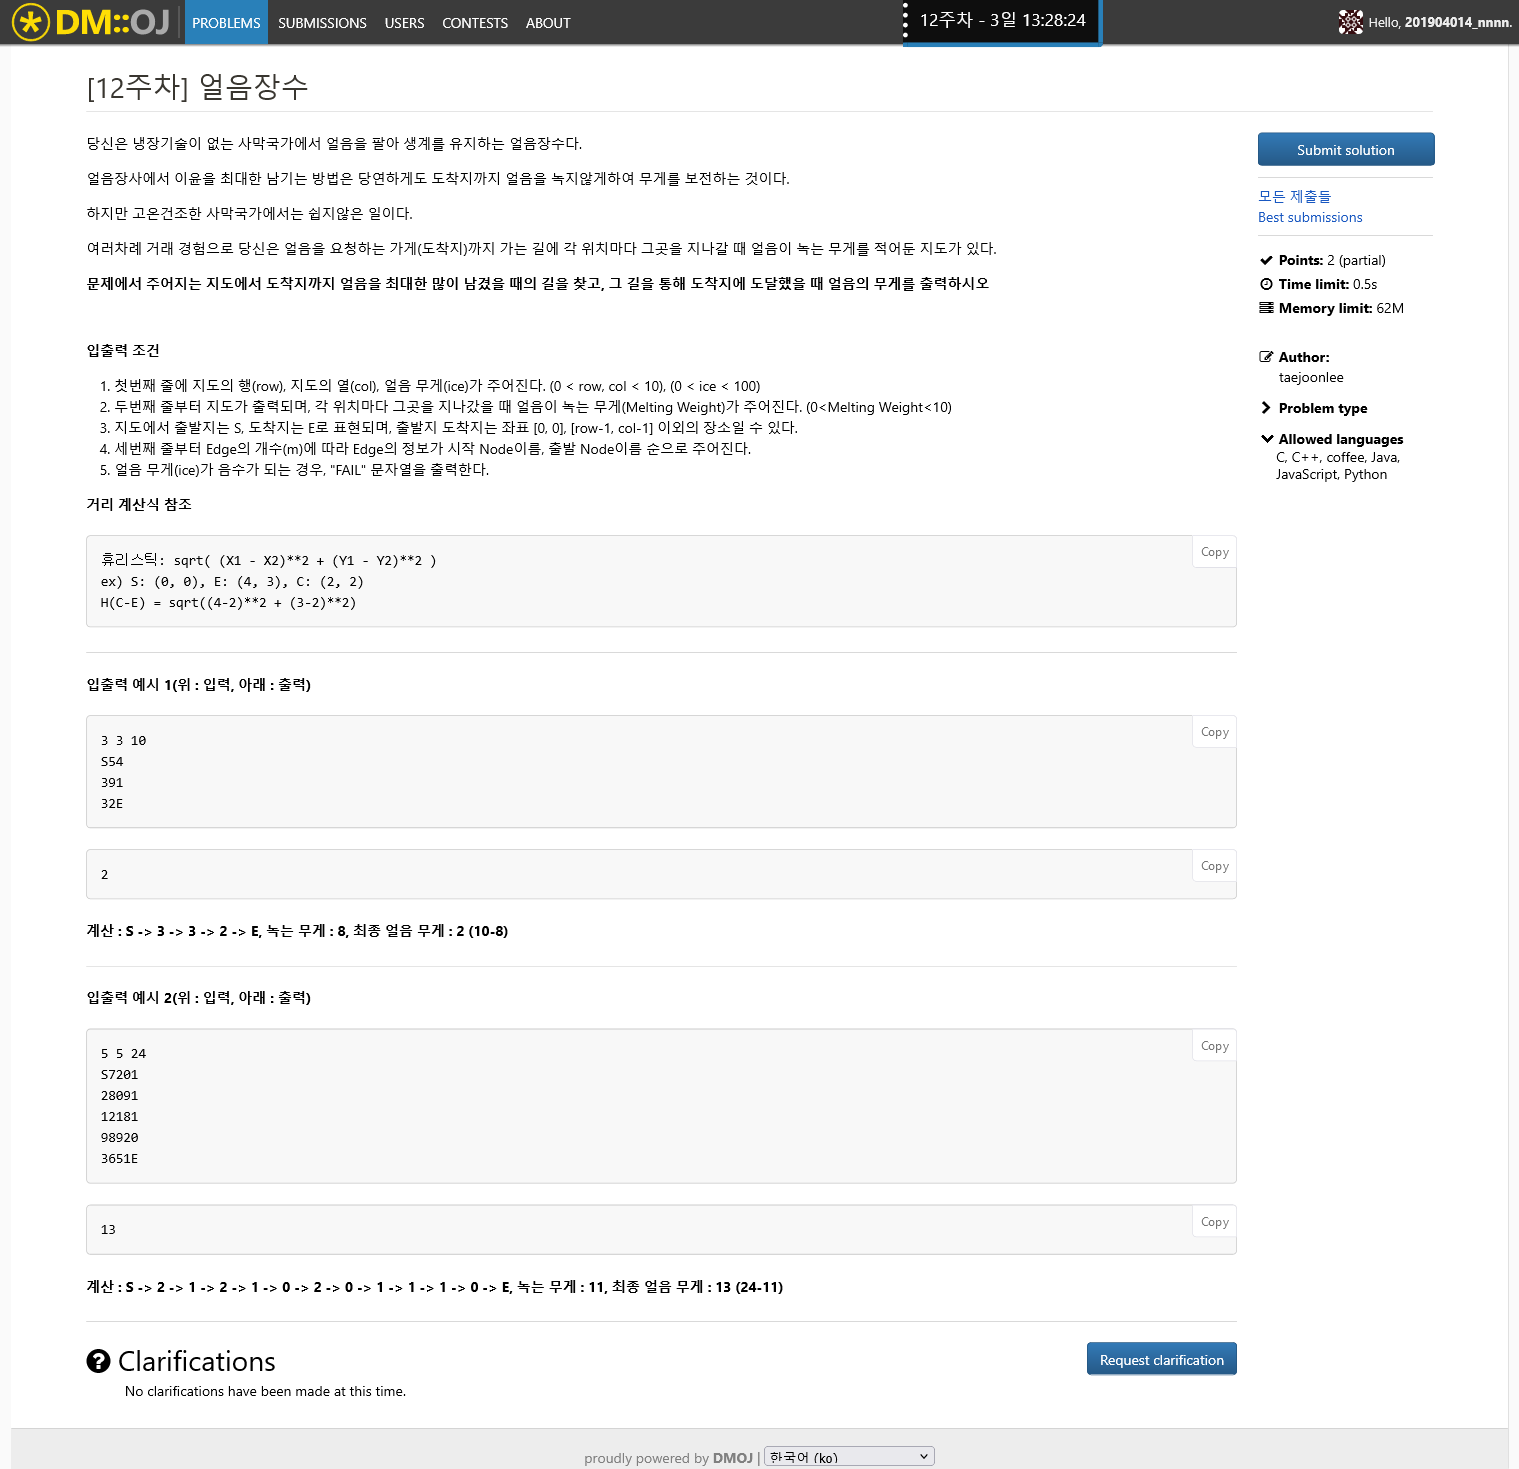 DM::OJ
PROBLEMS SUBMISSIONS USERS CONTESTS ABOUT
12주차 - 3일 13:28:24
Hello, 201904014_nnnn.
[12주차] 얼음장수
당신은 냉장기술이 없는 사막국가에서 얼음을 팔아 생계를 유지하는 얼음장수다.
얼음장사에서 이윤을 최대한 남기는 방법은 당연하게도 도착지까지 얼음을 녹지않게하여 무게를 보전하는 것이다.
하지만 고온건조한 사막국가에서는 쉽지않은 일이다.
여러차례 거래 경험으로 당신은 얼음을 요청하는 가게(도착지)까지 가는 길에 각 위치마다 그곳을 지나갈 때 얼음이 녹는 무게를 적어둔 지도가 있다.
문제에서 주어지는 지도에서 도착지까지 얼음을 최대한 많이 남겼을 때의 길을 찾고, 그 길을 통해 도착지에 도달했을 때 얼음의 무게를 출력하시오
입출력 조건
1. 첫번째 줄에 지도의 행(row), 지도의 열(col), 얼음 무게(ice)가 주어진다. (0 < row, col < 10), (0 < ice < 100)
2. 두번째 줄부터 지도가 출력되며, 각 위치마다 그곳을 지나갔을 때 얼음이 녹는 무게(Melting Weight)가 주어진다. (0<Melting Weight<10)
3. 지도에서 출발지는 S, 도착지는 E로 표현되며, 출발지 도착지는 좌표 [0, 0], [row-1, col-1] 이외의 장소일 수 있다.
4. 세번째 줄부터 Edge의 개수(m)에 따라 Edge의 정보가 시작 Node이름, 출발 Node이름 순으로 주어진다.
5. 얼음 무게(ice)가 음수가 되는 경우, "FAIL" 문자열을 출력한다.
거리 계산식 참조
Copy
휴리스틱: sqrt( (X1 - X2)**2 + (Y1 - Y2)**2 )
ex) S: (0, 0), E: (4, 3), C: (2, 2)
H(C-E) = sqrt((4-2)**2 + (3-2)**2)
입출력 예시 1(위 : 입력, 아래 : 출력)
Copy
3 3 10
S54
391
32E
Copy
2
계산 : S -> 3 -> 3 -> 2 -> E, 녹는 무게 : 8, 최종 얼음 무게 : 2 (10-8)
입출력 예시 2(위 : 입력, 아래 : 출력)
Copy
5 5 24
S7201
28091
12181
98920
3651E
Copy
13
계산 : S -> 2 -> 1 -> 2 -> 1 -> 0 -> 2 -> 0 -> 1 -> 1 -> 1 -> 0 -> E, 녹는 무게 : 11, 최종 얼음 무게 : 13 (24-11)
Clarifications
Request clarification
No clarifications have been made at this time.
Submit solution
모든 제출들
Best submissions
Points: 2 (partial)
Time limit: 0.5s
Memory limit: 62M
Author:
taejoonlee
Problem type
Allowed languages
C, C++, coffee, Java,
JavaScript, Python
proudly powered by DMOJ | 한국어 (ko)